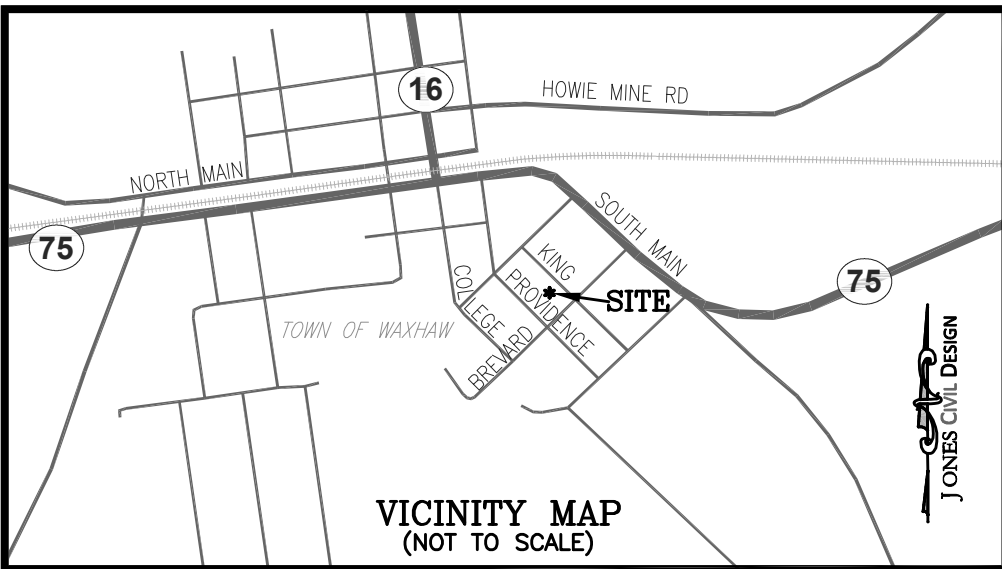 16
HOWIE MINE RD
NORTH MAIN
75
SOUTH MAIN
KING
PROVIDENCE
SITE
75
COLLEGE
TOWN OF WAXHAW
BREVARD
JONES CIVIL DESIGN
VICINITY MAP
(NOT TO SCALE)